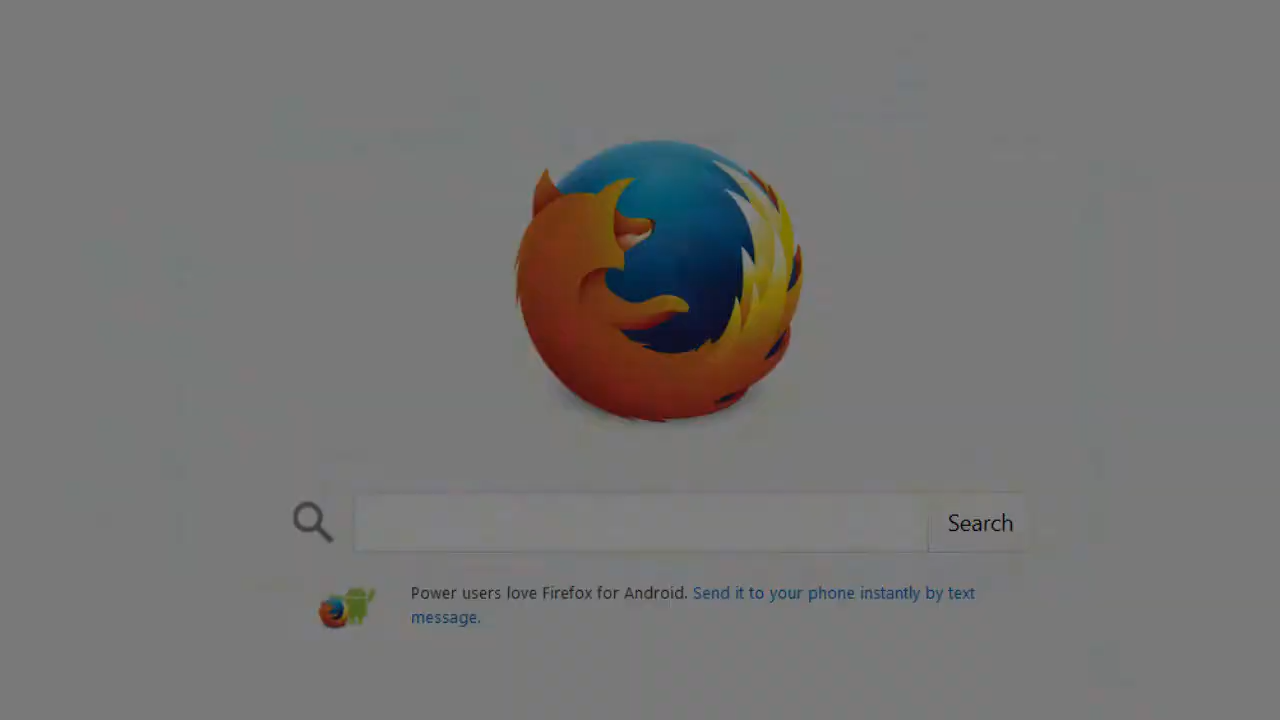 Search
Power users love Firefox for Android. Send it to your phone instantly by text
message.